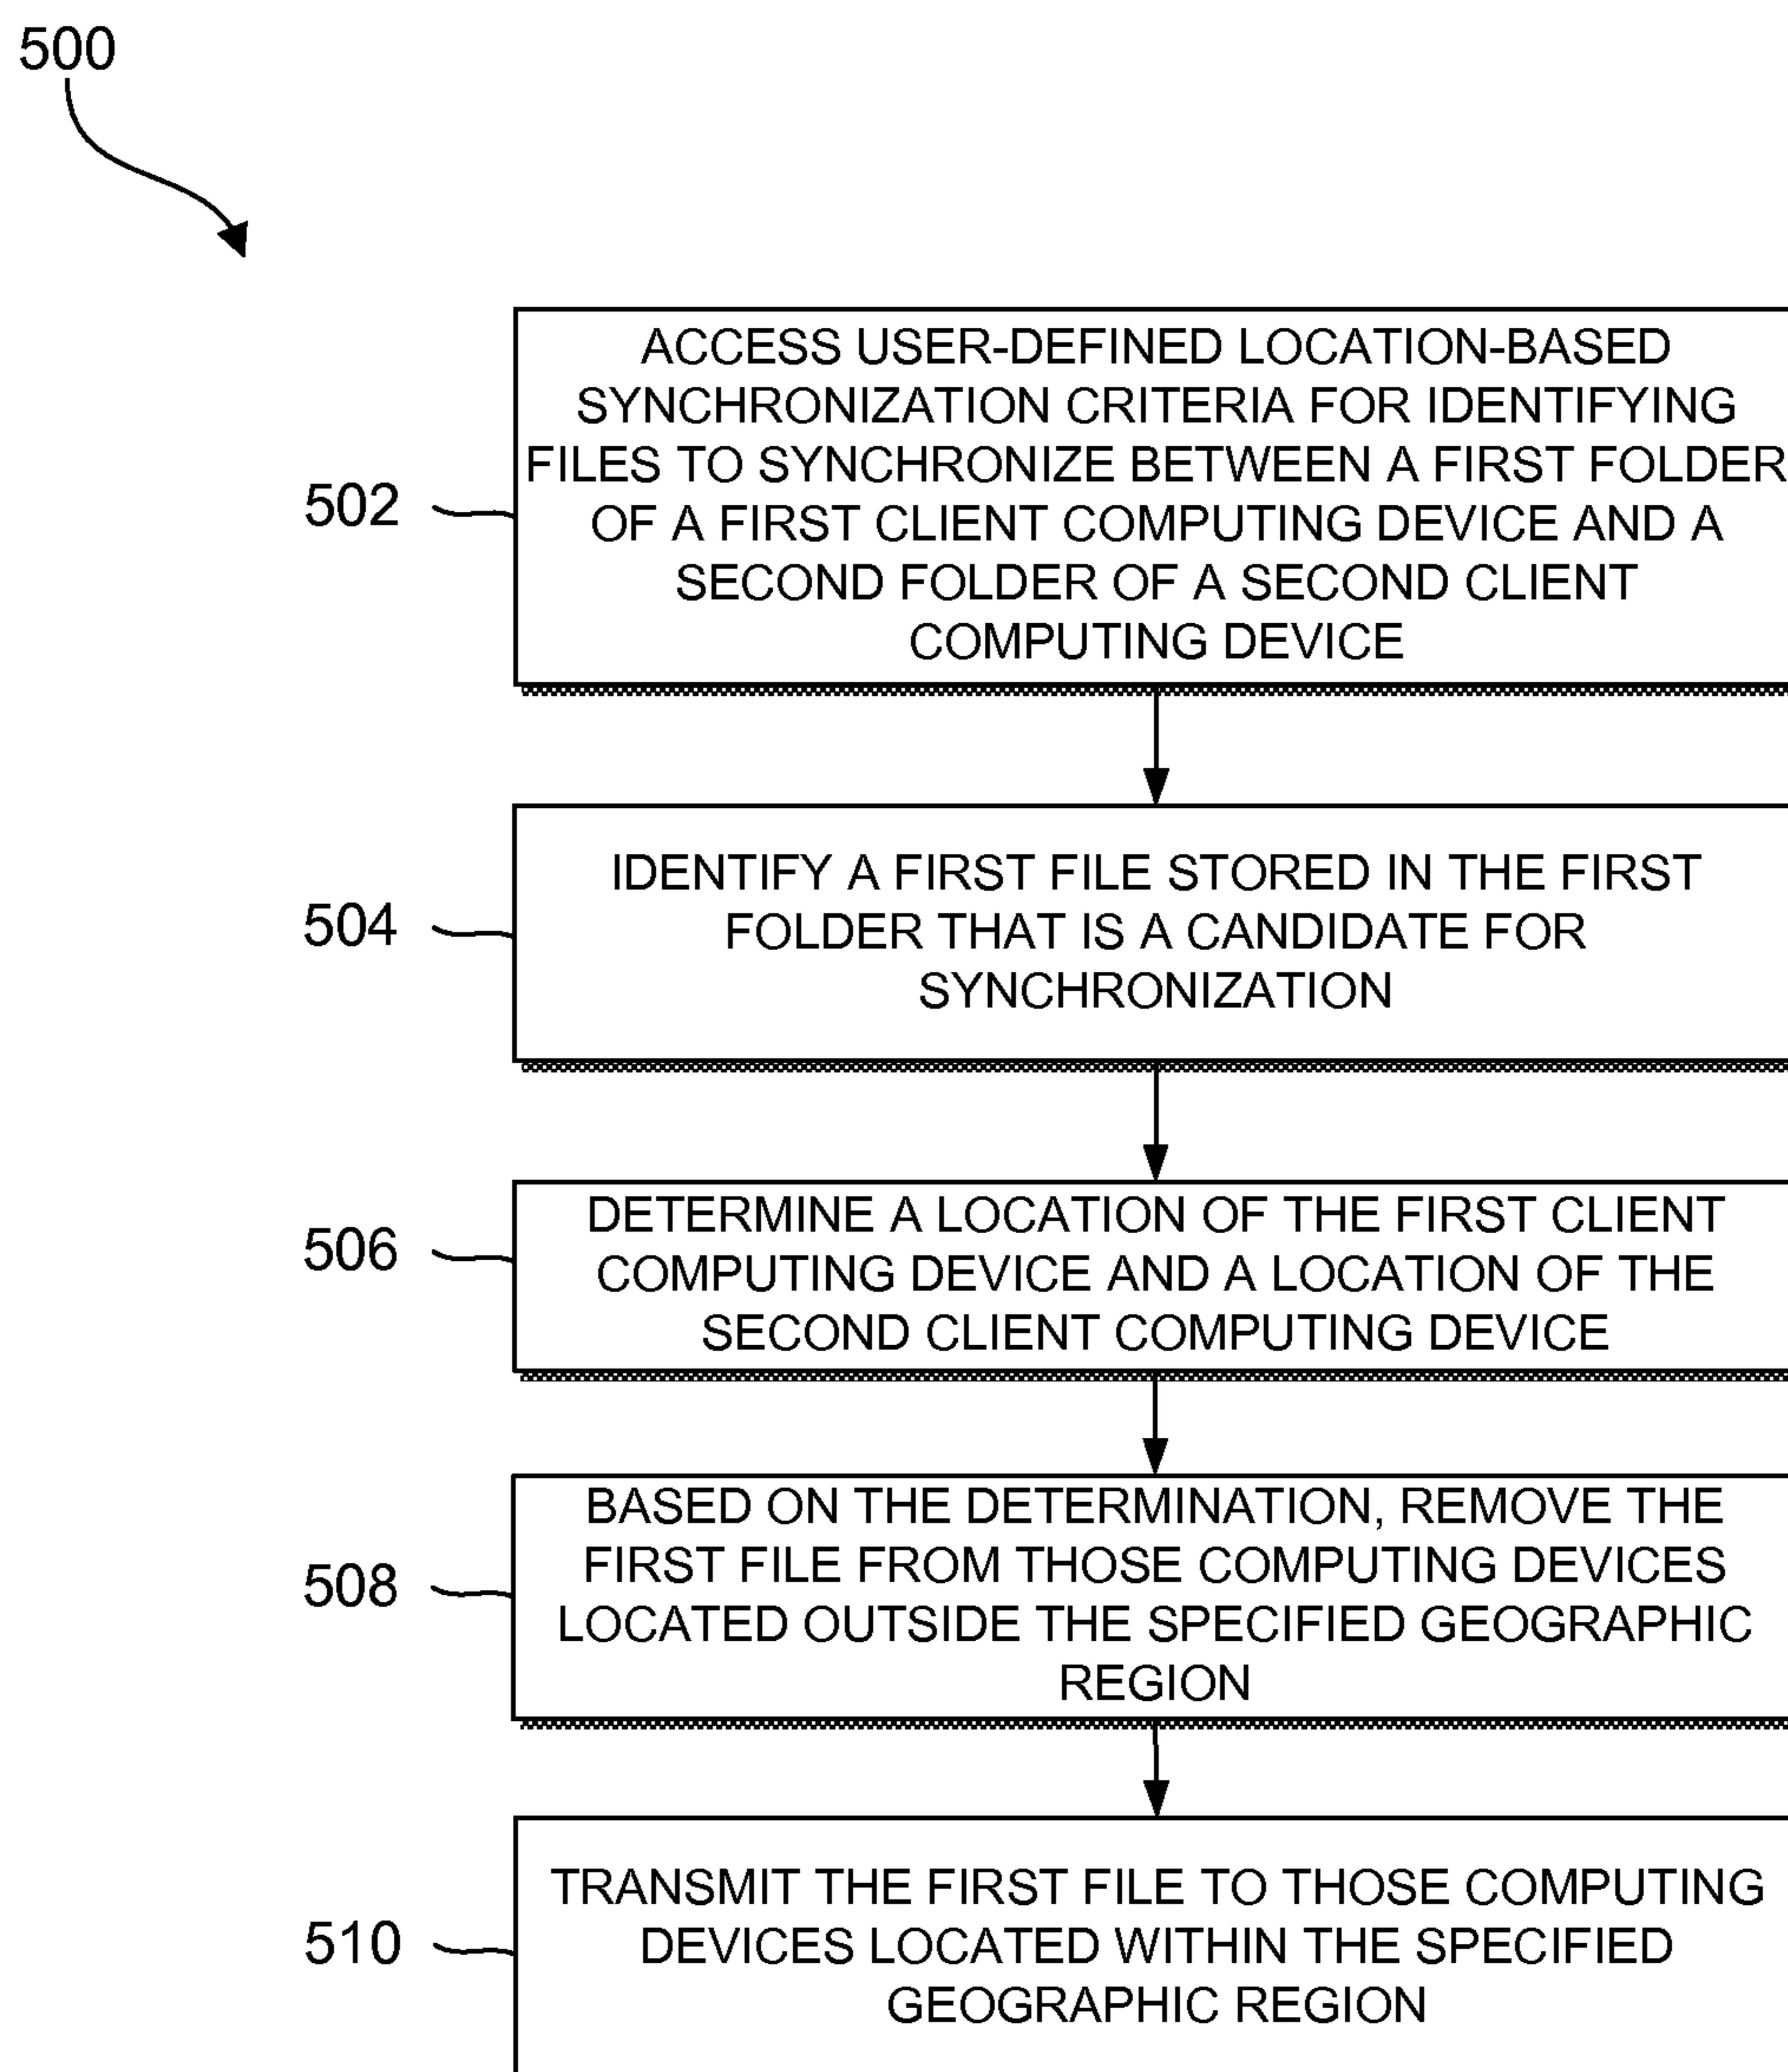 500
ACCESS USER-DEFINED LOCATION-BASED
SYNCHRONIZATION CRITERIA FOR IDENTIFYING
FILES TO SYNCHRONIZE BETWEEN A FIRST FOLDER
OF A FIRST CLIENT COMPUTING DEVICE AND A
SECOND FOLDER OF A SECOND CLIENT
COMPUTING DEVICE
502
IDENTIFY A FIRST FILE STORED IN THE FIRST
FOLDER THAT IS A CANDIDATE FOR
SYNCHRONIZATION
504
DETERMINE A LOCATION OF THE FIRST CLIENT
COMPUTING DEVICE AND A LOCATION OF THE
SECOND CLIENT COMPUTING DEVICE
506
BASED ON THE DETERMINATION, REMOVE THE
FIRST FILE FROM THOSE COMPUTING DEVICES
LOCATED OUTSIDE THE SPECIFIED GEOGRAPHIC
REGION
508
TRANSMIT THE FIRST FILE TO THOSE COMPUTING
DEVICES LOCATED WITHIN THE SPECIFIED
GEOGRAPHIC REGION
510